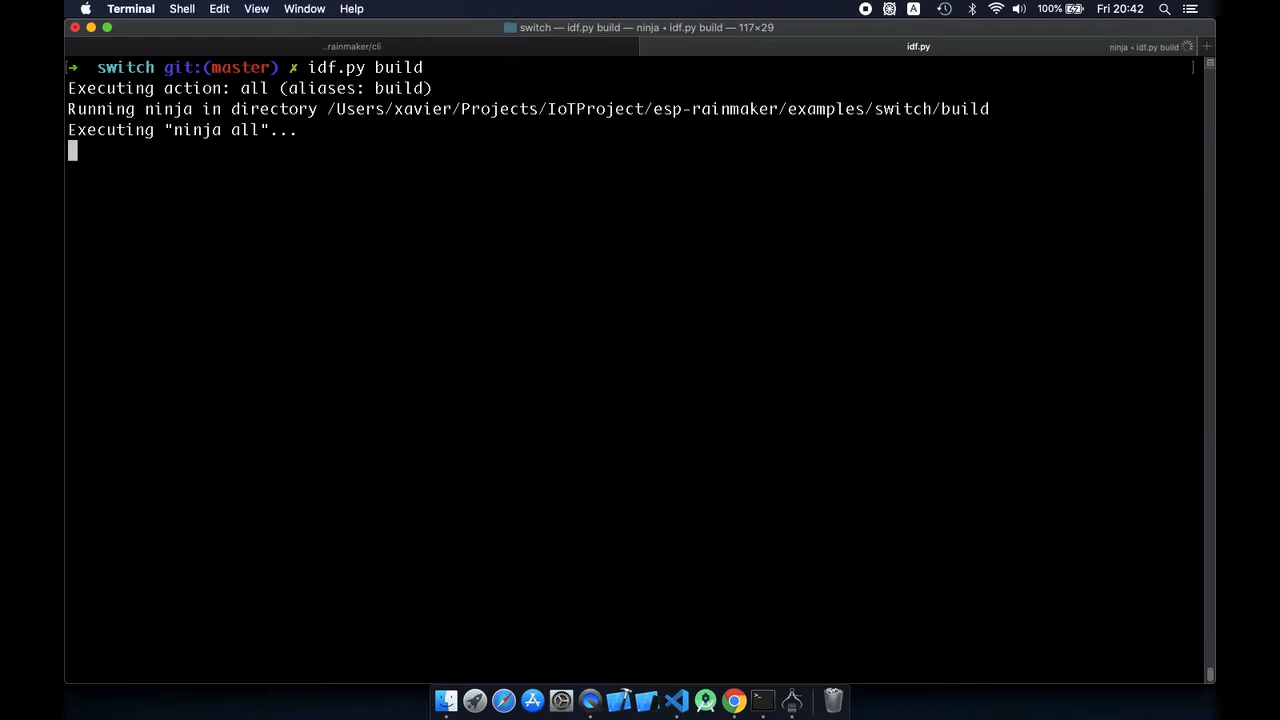 Terminal Shell Edit View Window Help A 100% Fri 20:42
switch — idf.py build — ninja • idf.py build — 117×29
..rainmaker/cli idf.py ninja • idf.py build +
[➜ switch git:(master) ✗ idf.py build ]
Executing action: all (aliases: build)
Running ninja in directory /Users/xavier/Projects/IoTProject/esp-rainmaker/examples/switch/build
Executing "ninja all"...